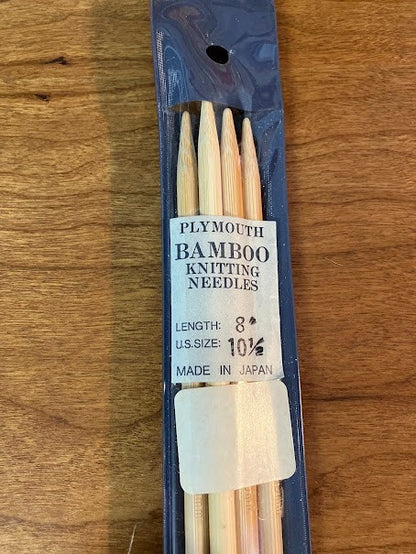 PLYMOUTH
BAMBOO
KNITTING
NEEDLES
LENGTH: 8"
U.S.SIZE: 10½
MADE IN JAPAN